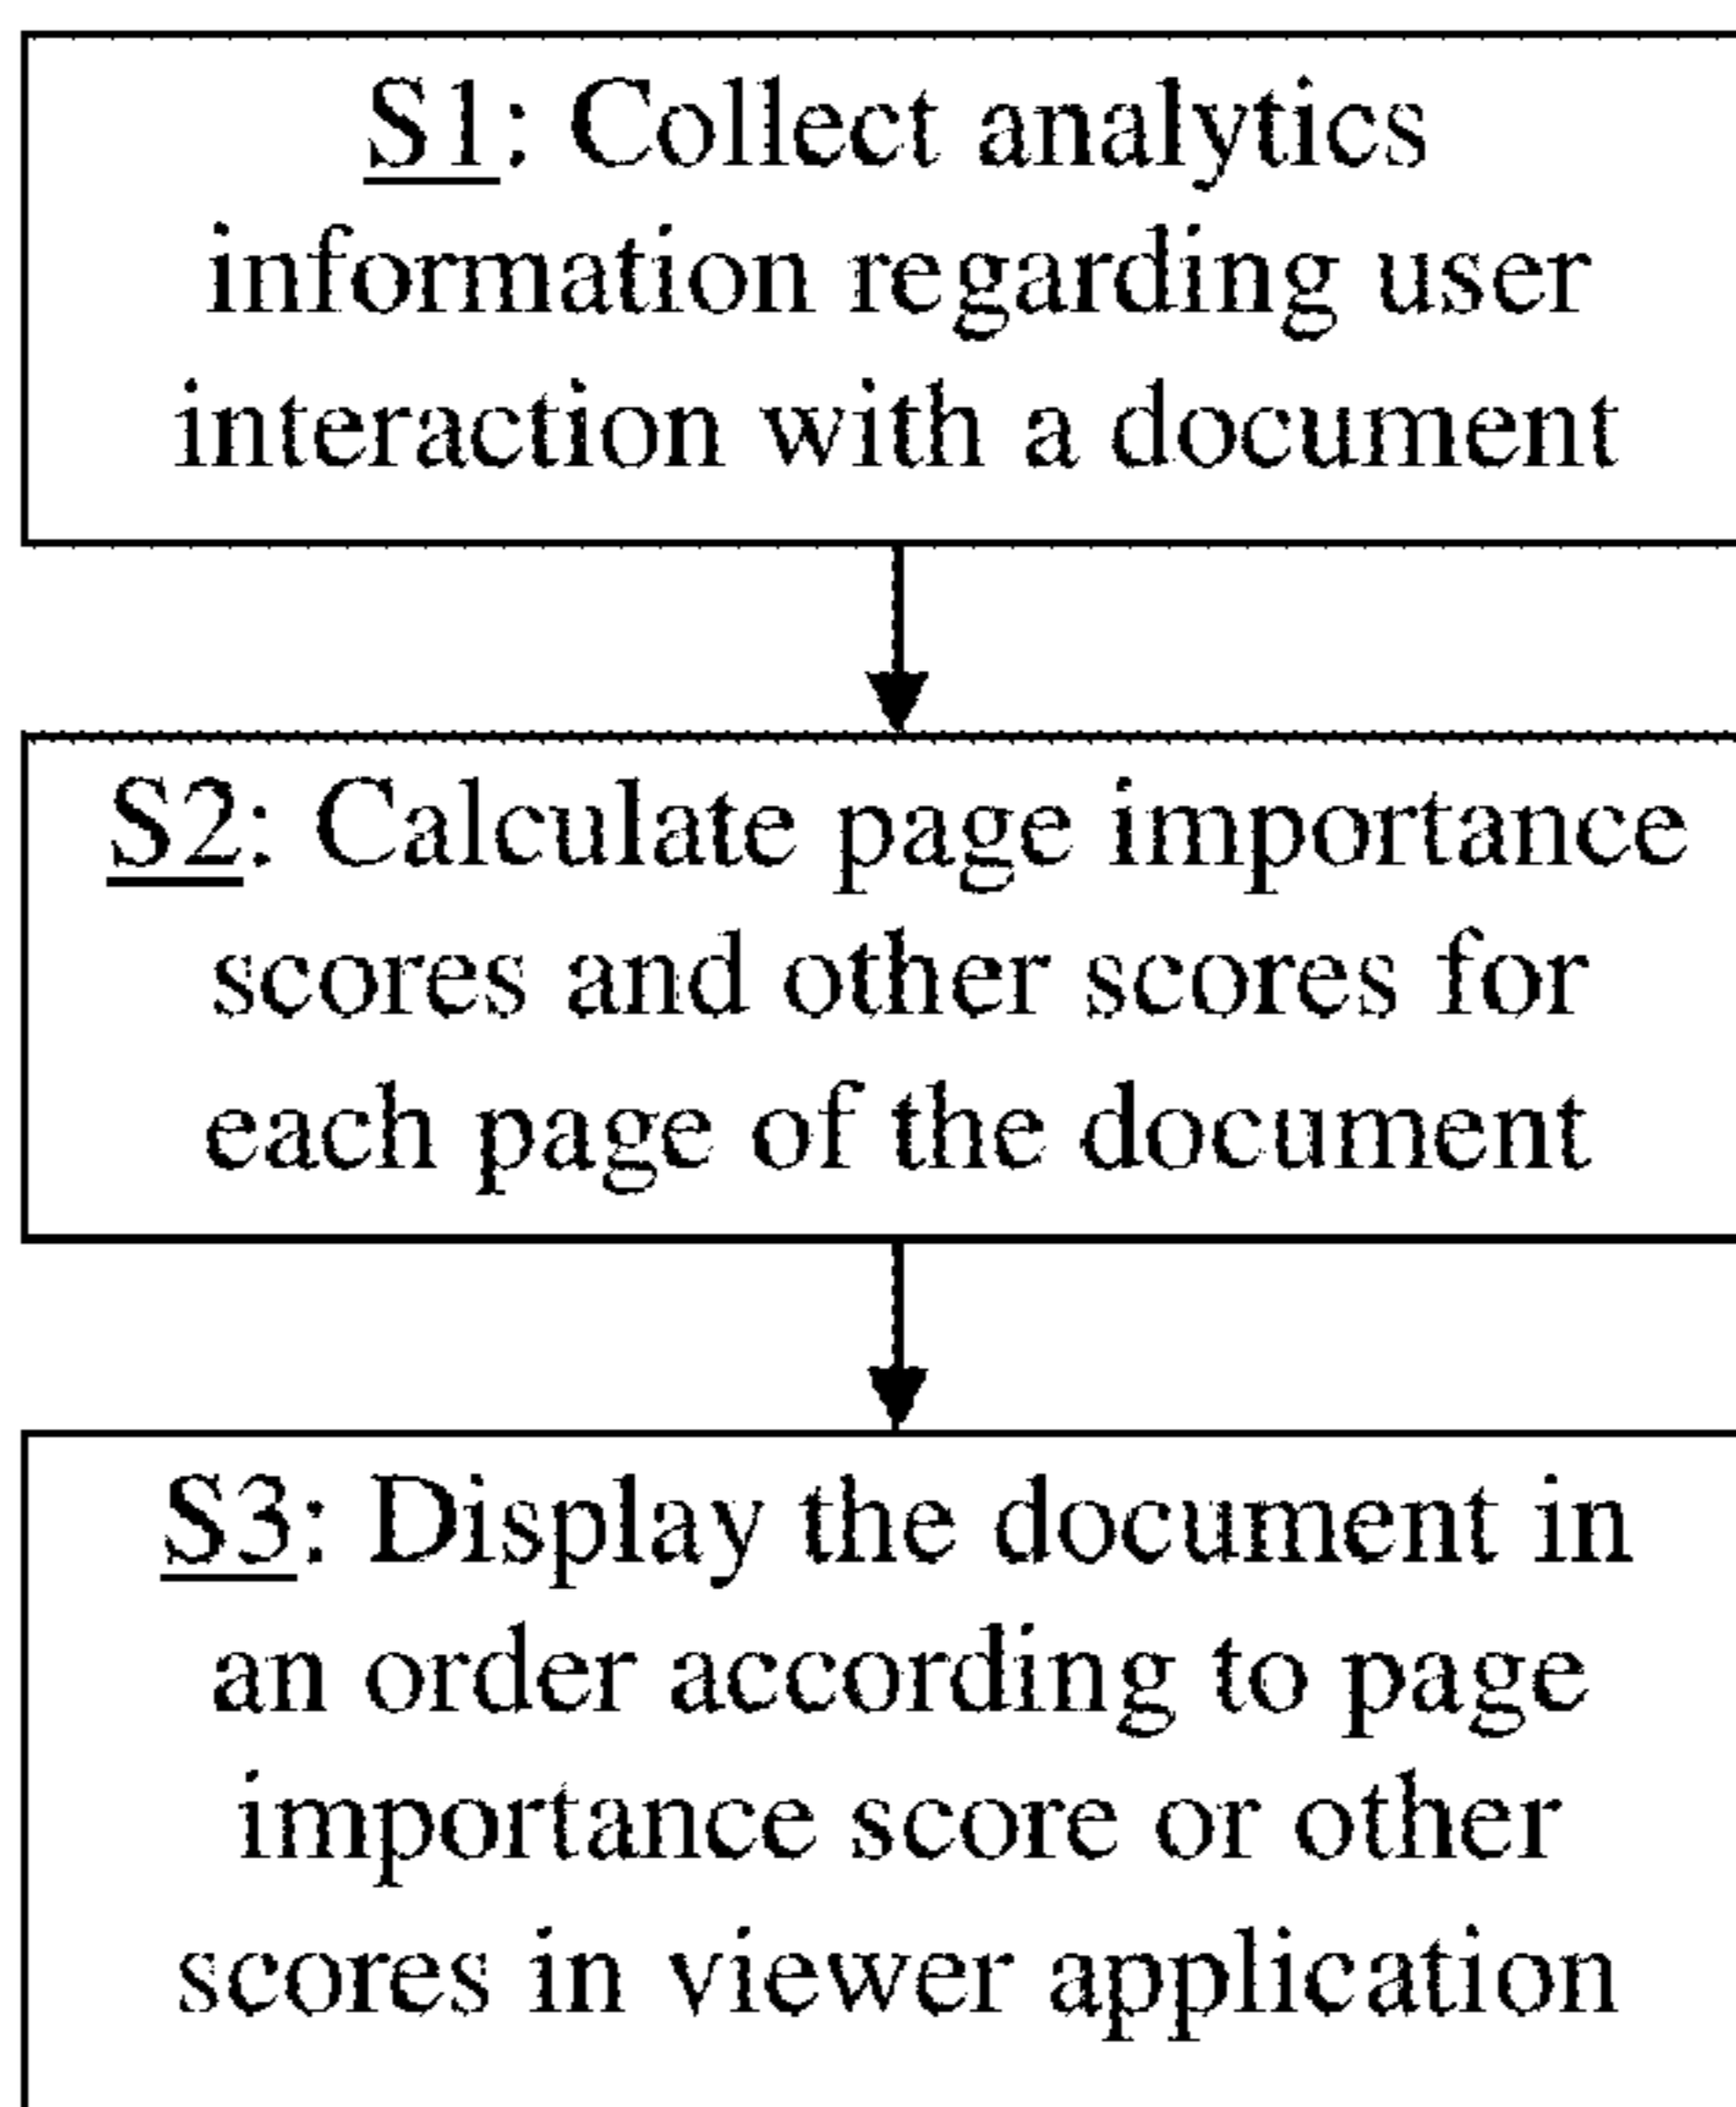 S1: Collect analytics
information regarding user
interaction with a document
S2: Calculate page importance
scores and other scores for
each page of the document
S3: Display the document in
an order according to page
importance score or other
scores in viewer application